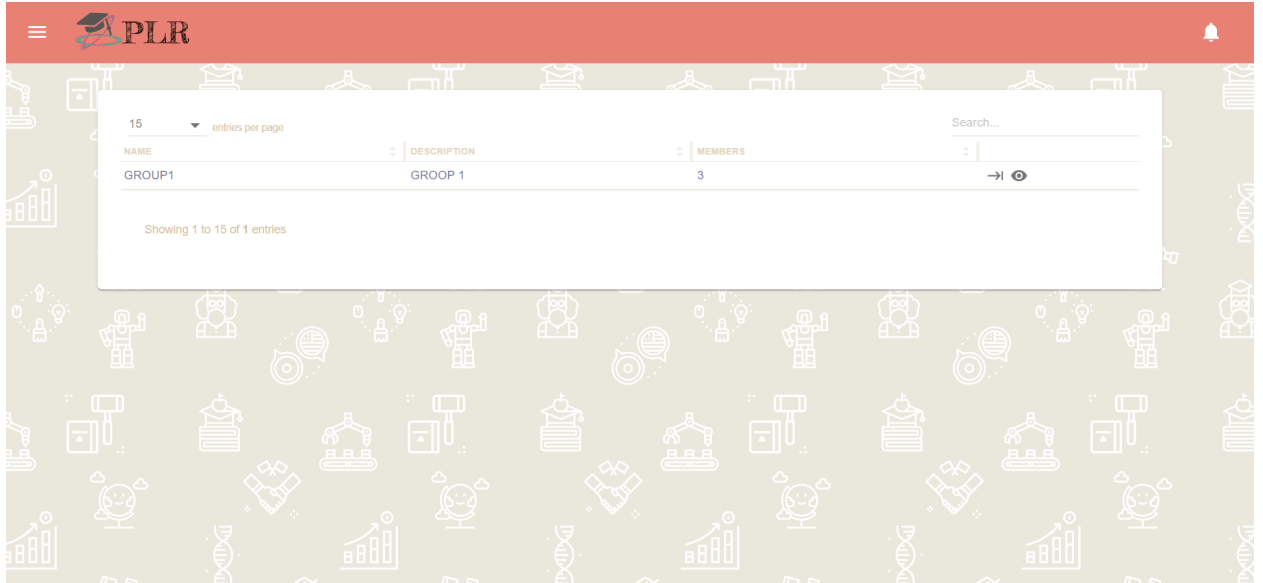 PLR
15 entries per page
Search...
NAME DESCRIPTION MEMBERS
GROUP1 GROOP 1 3
Showing 1 to 15 of 1 entries